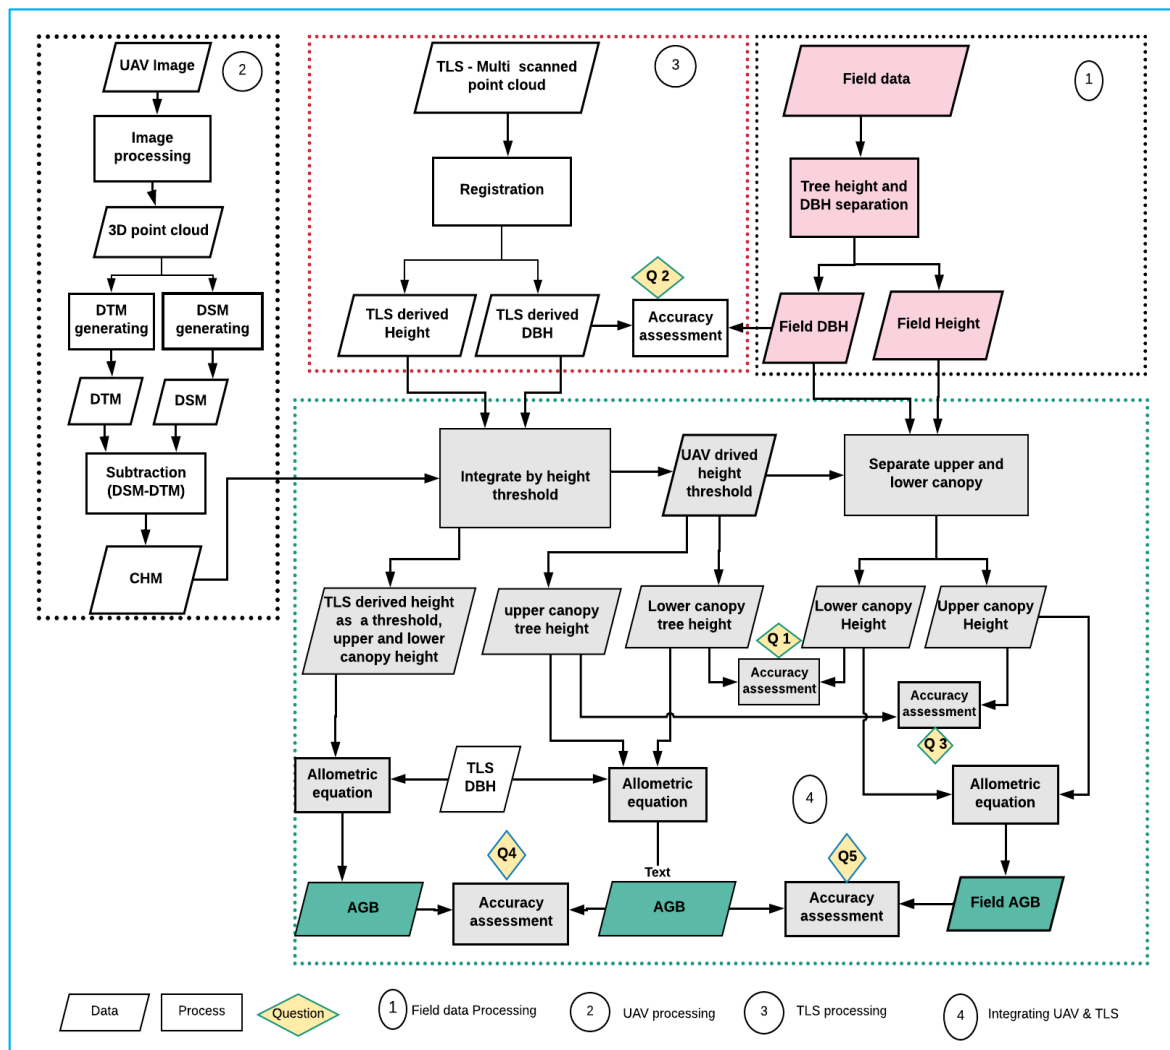 UAV Image
2
Image
processing
3D point cloud
DTM
generating
DSM
generating
DTM
DSM
Subtraction
(DSM-DTM)
CHM
TLS - Multi scanned
point cloud
3
Registration
Q 2
TLS derived
Height
TLS derived
DBH
Accuracy
assessment
Field data
1
Tree height and
DBH separation
Field DBH
Field Height
Integrate by height
threshold
UAV drived
height
threshold
Separate upper and
lower canopy
TLS derived height
as a threshold,
upper and lower
canopy height
upper canopy
tree height
Lower canopy
tree height
Q 1
Lower canopy
Height
Upper canopy
Height
Accuracy
assessment
Accuracy
assessment
Q 3
Allometric
equation
TLS
DBH
Allometric
equation
4
Allometric
equation
Q4
Text
Q5
AGB
Accuracy
assessment
AGB
Accuracy
assessment
Field AGB
Data
Process
Question
1
Field data Processing
2
UAV processing
3
TLS processing
4
Integrating UAV & TLS